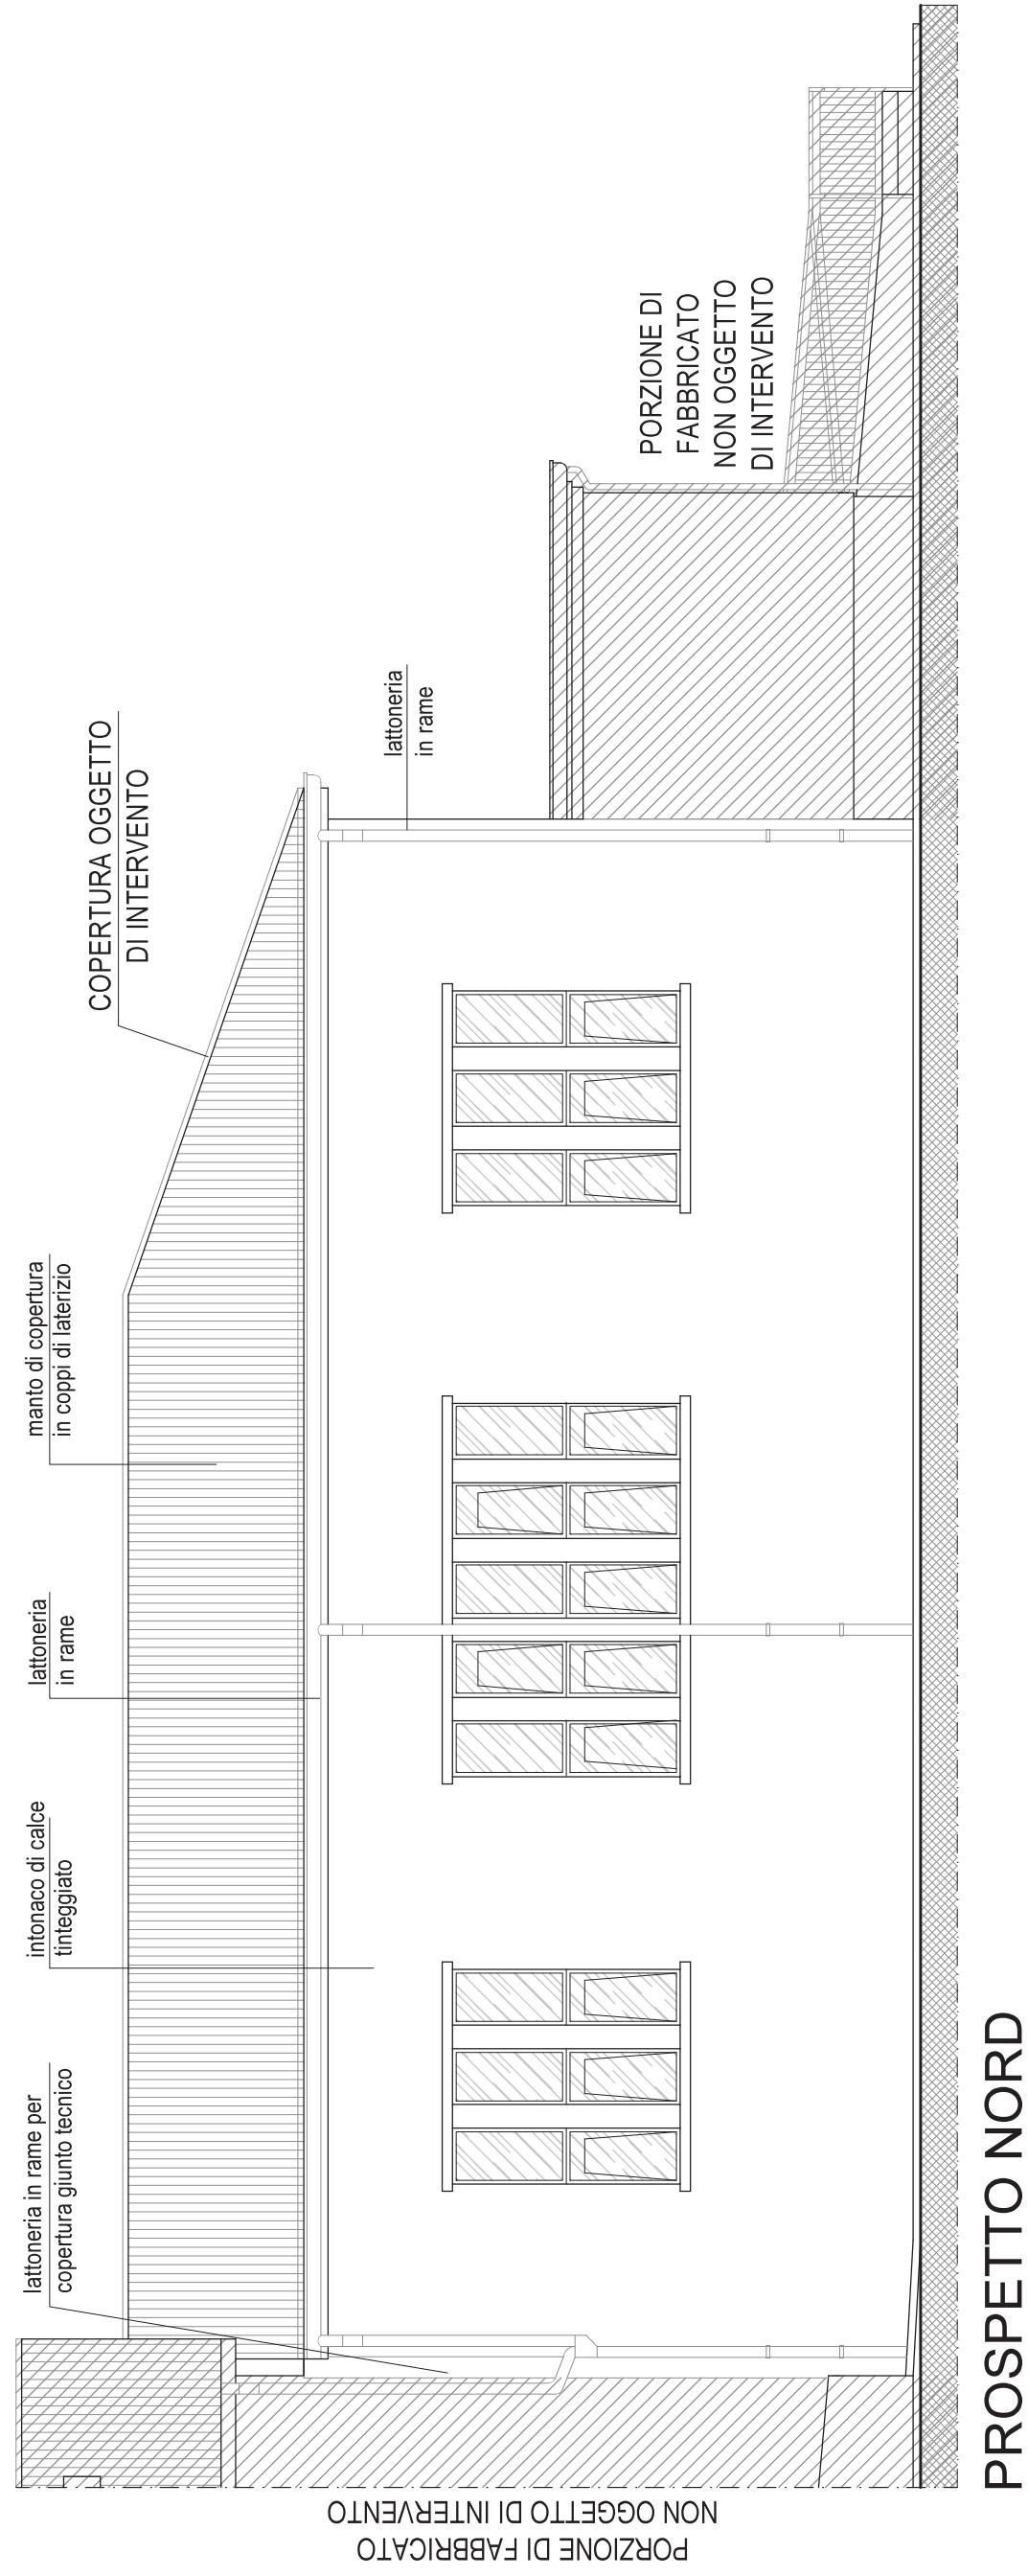 lattoneria in rame per
copertura giunto tecnico
intonaco di calce
tinteggiato
lattoneria
in rame
manto di copertura
in coppi di laterizio
COPERTURA OGGETTO
DI INTERVENTO
lattoneria
in rame
PORZIONE DI
FABBRICATO
NON OGGETTO
DI INTERVENTO
PORZIONE DI FABBRICATO
NON OGGETTO DI INTERVENTO
PROSPETTO NORD